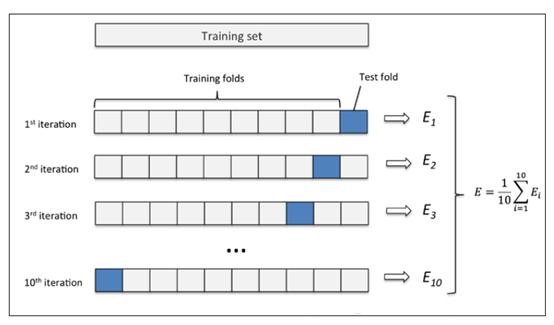 Training set
Training folds
Test fold
1st iteration
E1
2nd iteration
E2
3rd iteration
E3
...
10th iteration
E10
E = 1/10 10∑i=1 Ei